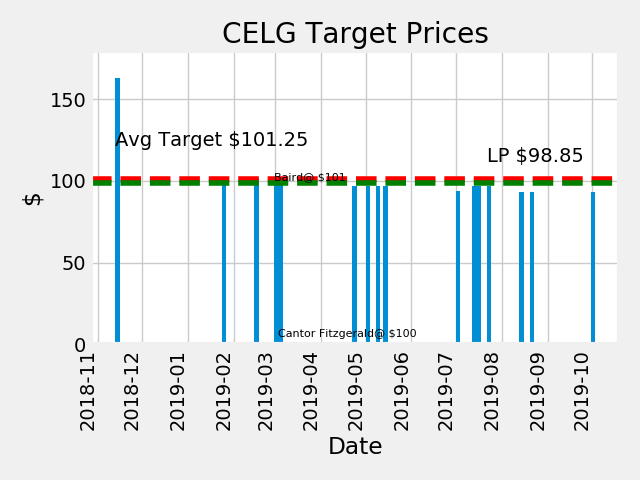 CELG Target Prices
$
150
100
50
0
Avg Target $101.25
LP $98.85
Baird@ $101
Cantor Fitzgerald@ $100
2018-11
2018-12
2019-01
2019-02
2019-03
2019-04
2019-05
2019-06
2019-07
2019-08
2019-09
2019-10
Date